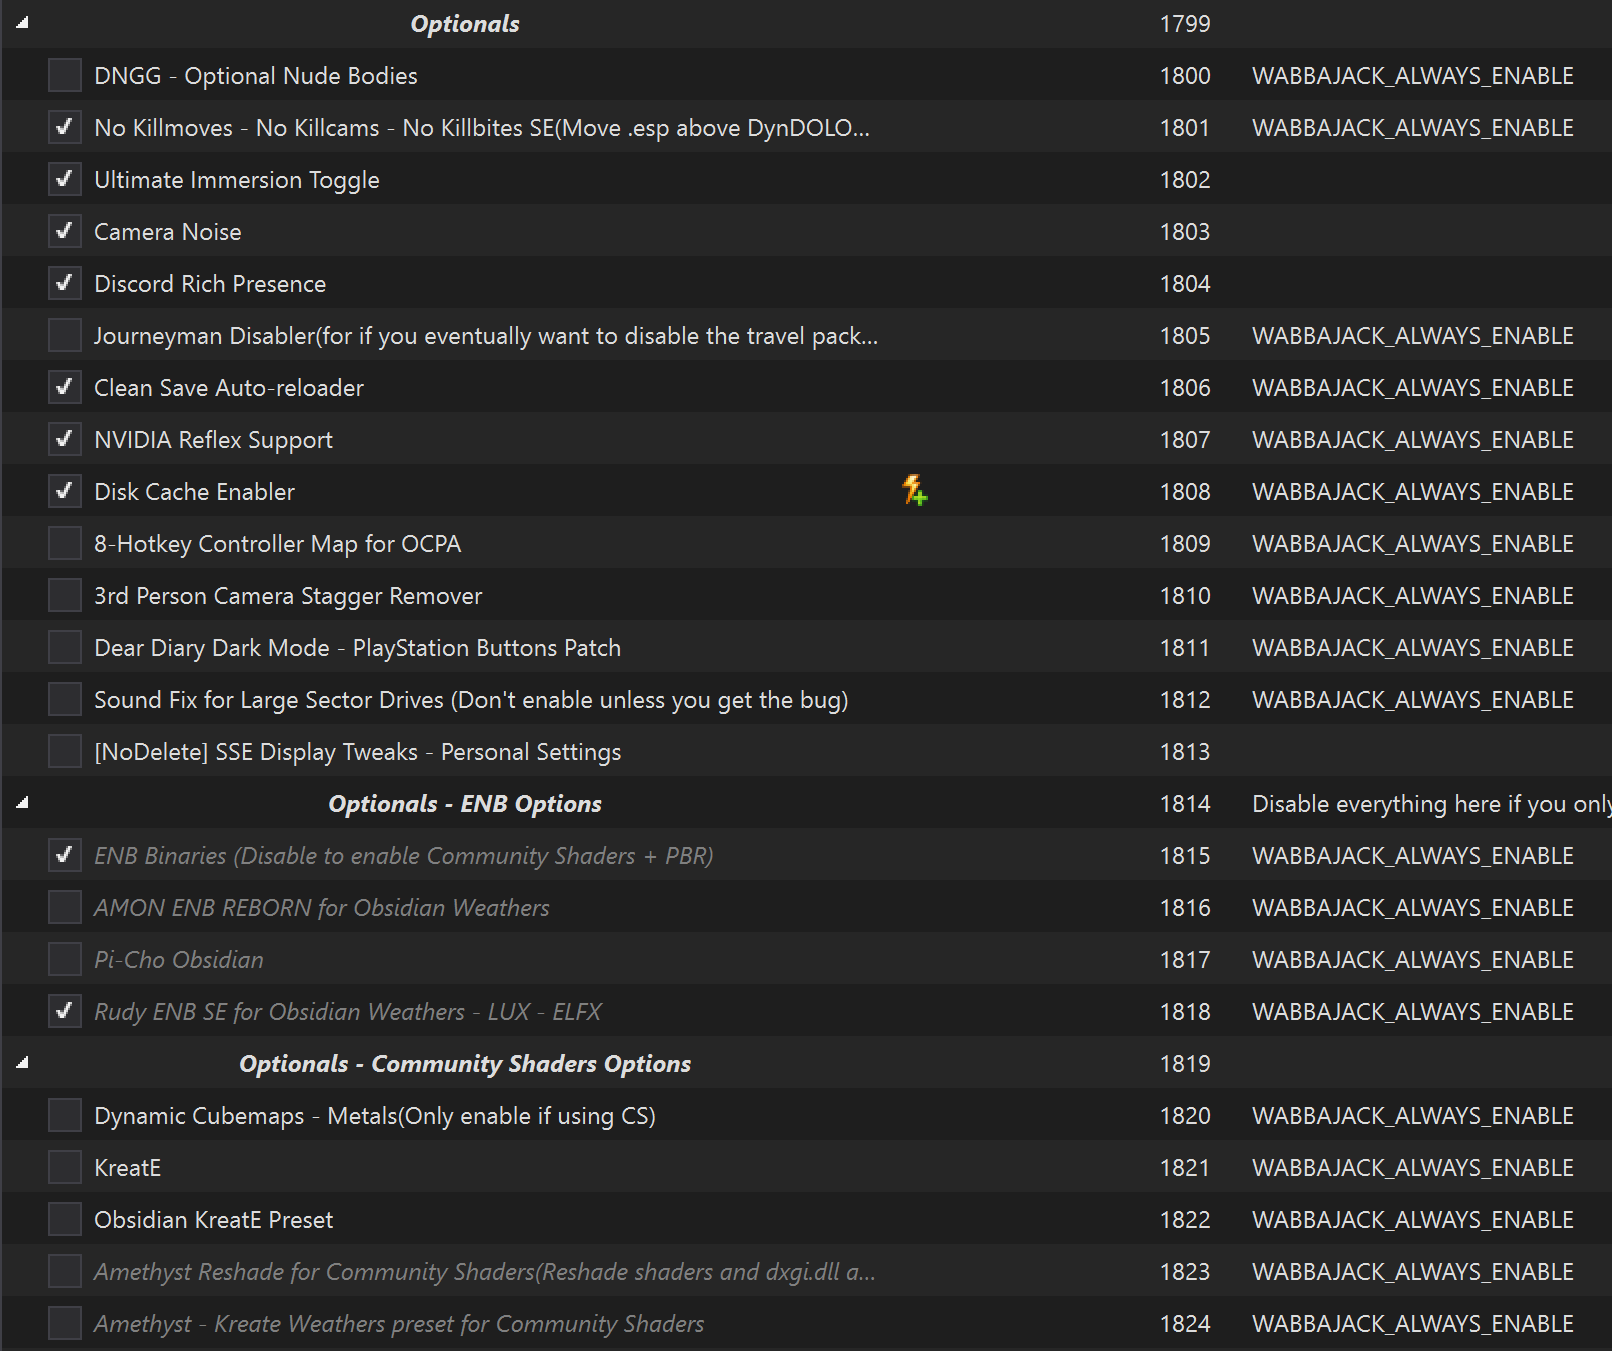 Optionals 1799
DNGG - Optional Nude Bodies 1800 WABBAJACK_ALWAYS_ENABLE
No Killmoves - No Killcams - No Killbites SE(Move .esp above DynDOLO... 1801 WABBAJACK_ALWAYS_ENABLE
Ultimate Immersion Toggle 1802
Camera Noise 1803
Discord Rich Presence 1804
Journeyman Disabler(for if you eventually want to disable the travel pack... 1805 WABBAJACK_ALWAYS_ENABLE
Clean Save Auto-reloader 1806 WABBAJACK_ALWAYS_ENABLE
NVIDIA Reflex Support 1807 WABBAJACK_ALWAYS_ENABLE
Disk Cache Enabler 1808 WABBAJACK_ALWAYS_ENABLE
8-Hotkey Controller Map for OCPA 1809 WABBAJACK_ALWAYS_ENABLE
3rd Person Camera Stagger Remover 1810 WABBAJACK_ALWAYS_ENABLE
Dear Diary Dark Mode - PlayStation Buttons Patch 1811 WABBAJACK_ALWAYS_ENABLE
Sound Fix for Large Sector Drives (Don't enable unless you get the bug) 1812 WABBAJACK_ALWAYS_ENABLE
[NoDelete] SSE Display Tweaks - Personal Settings 1813
Optionals - ENB Options 1814 Disable everything here if you only
ENB Binaries (Disable to enable Community Shaders + PBR) 1815 WABBAJACK_ALWAYS_ENABLE
AMON ENB REBORN for Obsidian Weathers 1816 WABBAJACK_ALWAYS_ENABLE
Pi-Cho Obsidian 1817 WABBAJACK_ALWAYS_ENABLE
Rudy ENB SE for Obsidian Weathers - LUX - ELFX 1818 WABBAJACK_ALWAYS_ENABLE
Optionals - Community Shaders Options 1819
Dynamic Cubemaps - Metals(Only enable if using CS) 1820 WABBAJACK_ALWAYS_ENABLE
KreatE 1821 WABBAJACK_ALWAYS_ENABLE
Obsidian KreatE Preset 1822 WABBAJACK_ALWAYS_ENABLE
Amethyst Reshade for Community Shaders(Reshade shaders and dxgi.dll a... 1823 WABBAJACK_ALWAYS_ENABLE
Amethyst - Kreate Weathers preset for Community Shaders 1824 WABBAJACK_ALWAYS_ENABLE